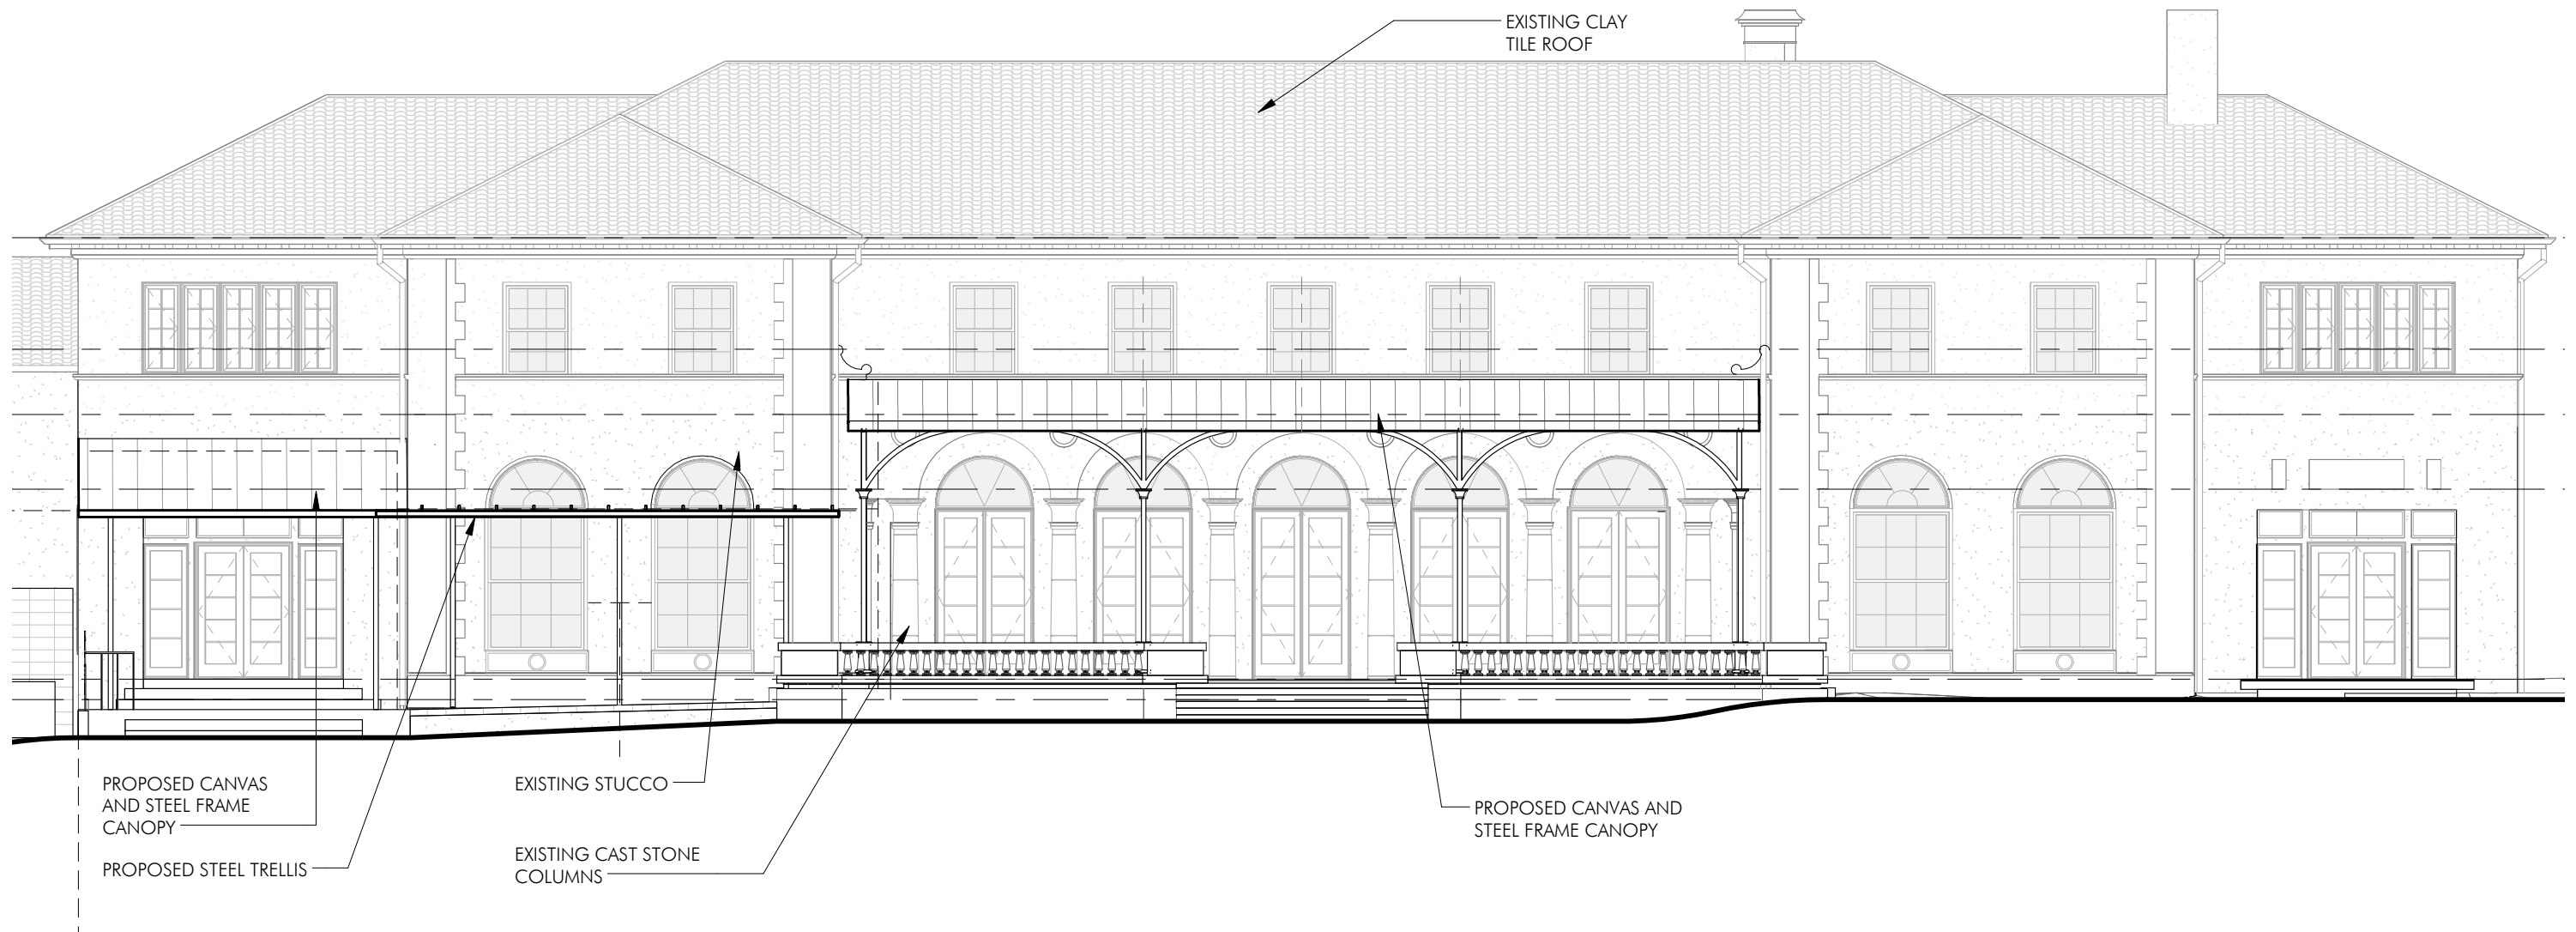 EXISTING CLAY
TILE ROOF
PROPOSED CANVAS
AND STEEL FRAME
CANOPY
PROPOSED STEEL TRELLIS
EXISTING STUCCO
EXISTING CAST STONE
COLUMNS
PROPOSED CANVAS AND
STEEL FRAME CANOPY